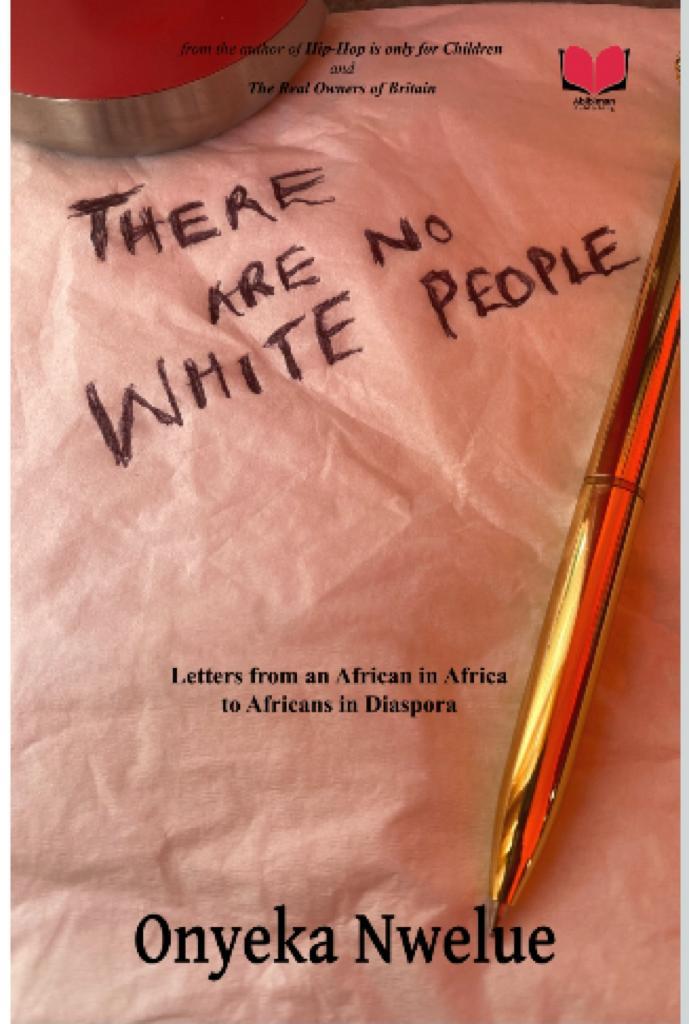 from the author of Hip-Hop is only for Children
and
The Real Owners of Britain
Abibiman
Publishing
THERE
ARE NO
WHITE PEOPLE
Letters from an African in Africa
to Africans in Diaspora
Onyeka Nwelue